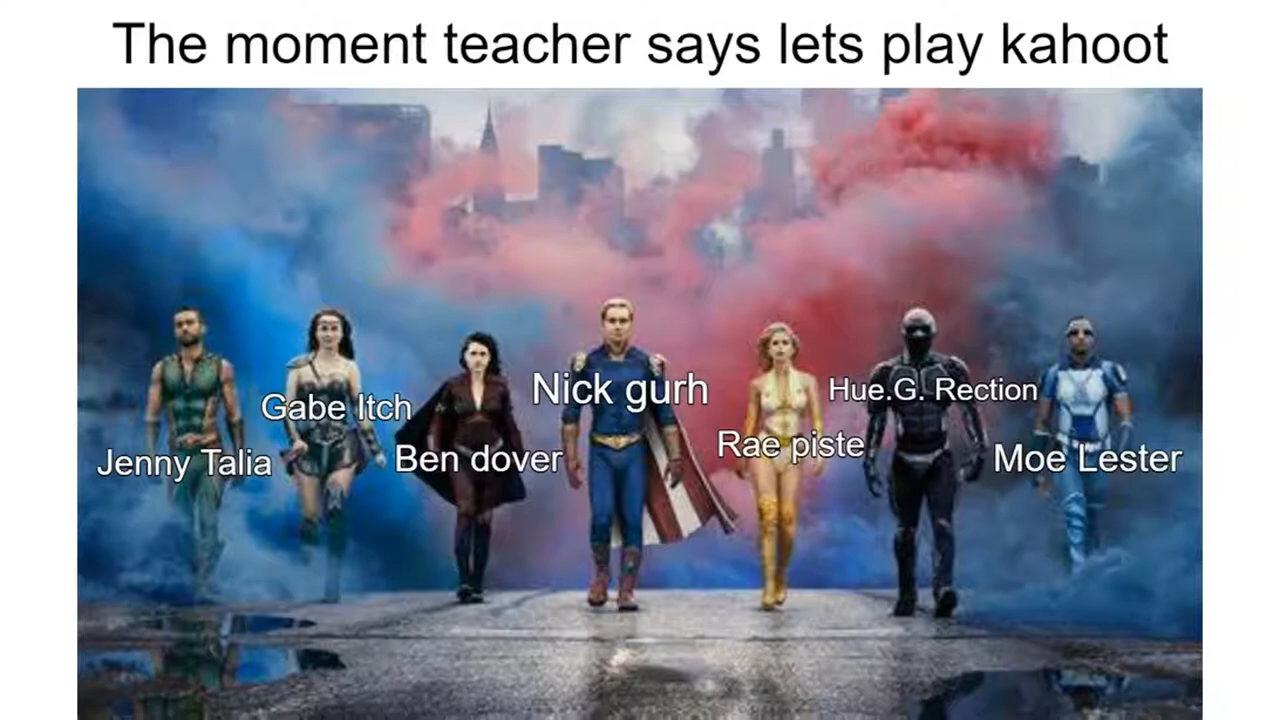 The moment teacher says lets play kahoot
Nick gurh
Hue.G. Rection
Gabe Itch
Rae piste
Jenny Talia
Ben dover
Moe Lester